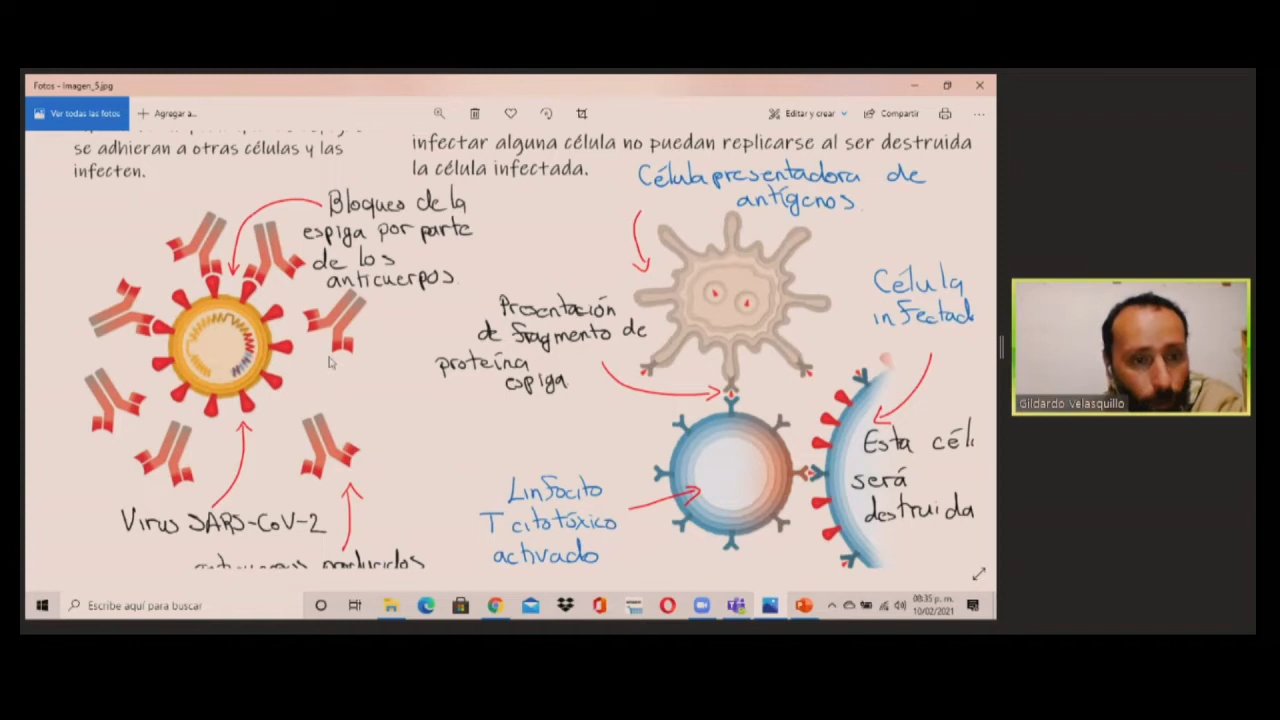 Fotos - Imagen_5.jpg
Ver todas las fotos
Agregar a...
Editar y crear
Compartir
se adhieran a otras células y las
infecten.
infectar alguna célula no puedan replicarse al ser destruida
la célula infectada.
Célula presentadora de
antígenos.
Bloqueo de la
espiga por parte
de los
anticuerpos.
Célula
infectad
Presentación
de fragmento de
proteína
espiga
Esta cél
será
destruida
Linfocito
T citotóxico
activado
Virus SARS-CoV-2
Gildardo Velasquillo
Escribe aquí para buscar
08:35 p. m.
10/02/2021